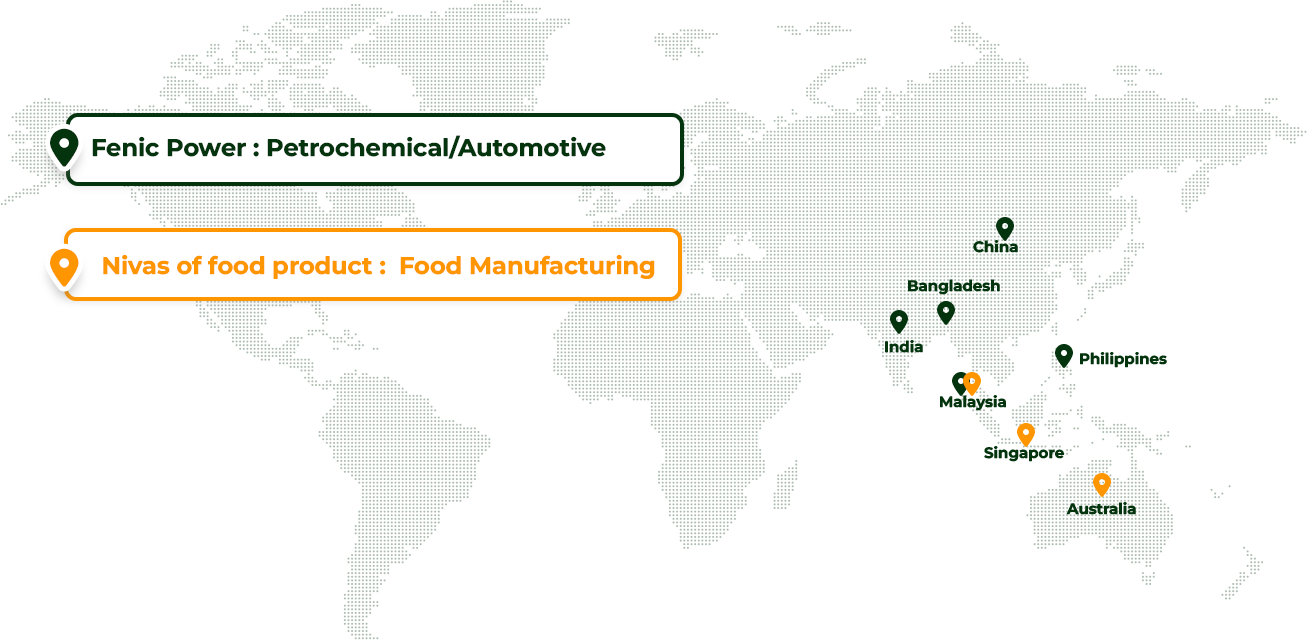 Fenic Power : Petrochemical/Automotive
Nivas of food product : Food Manufacturing
China
Bangladesh
India
Philippines
Malaysia
Singapore
Australia